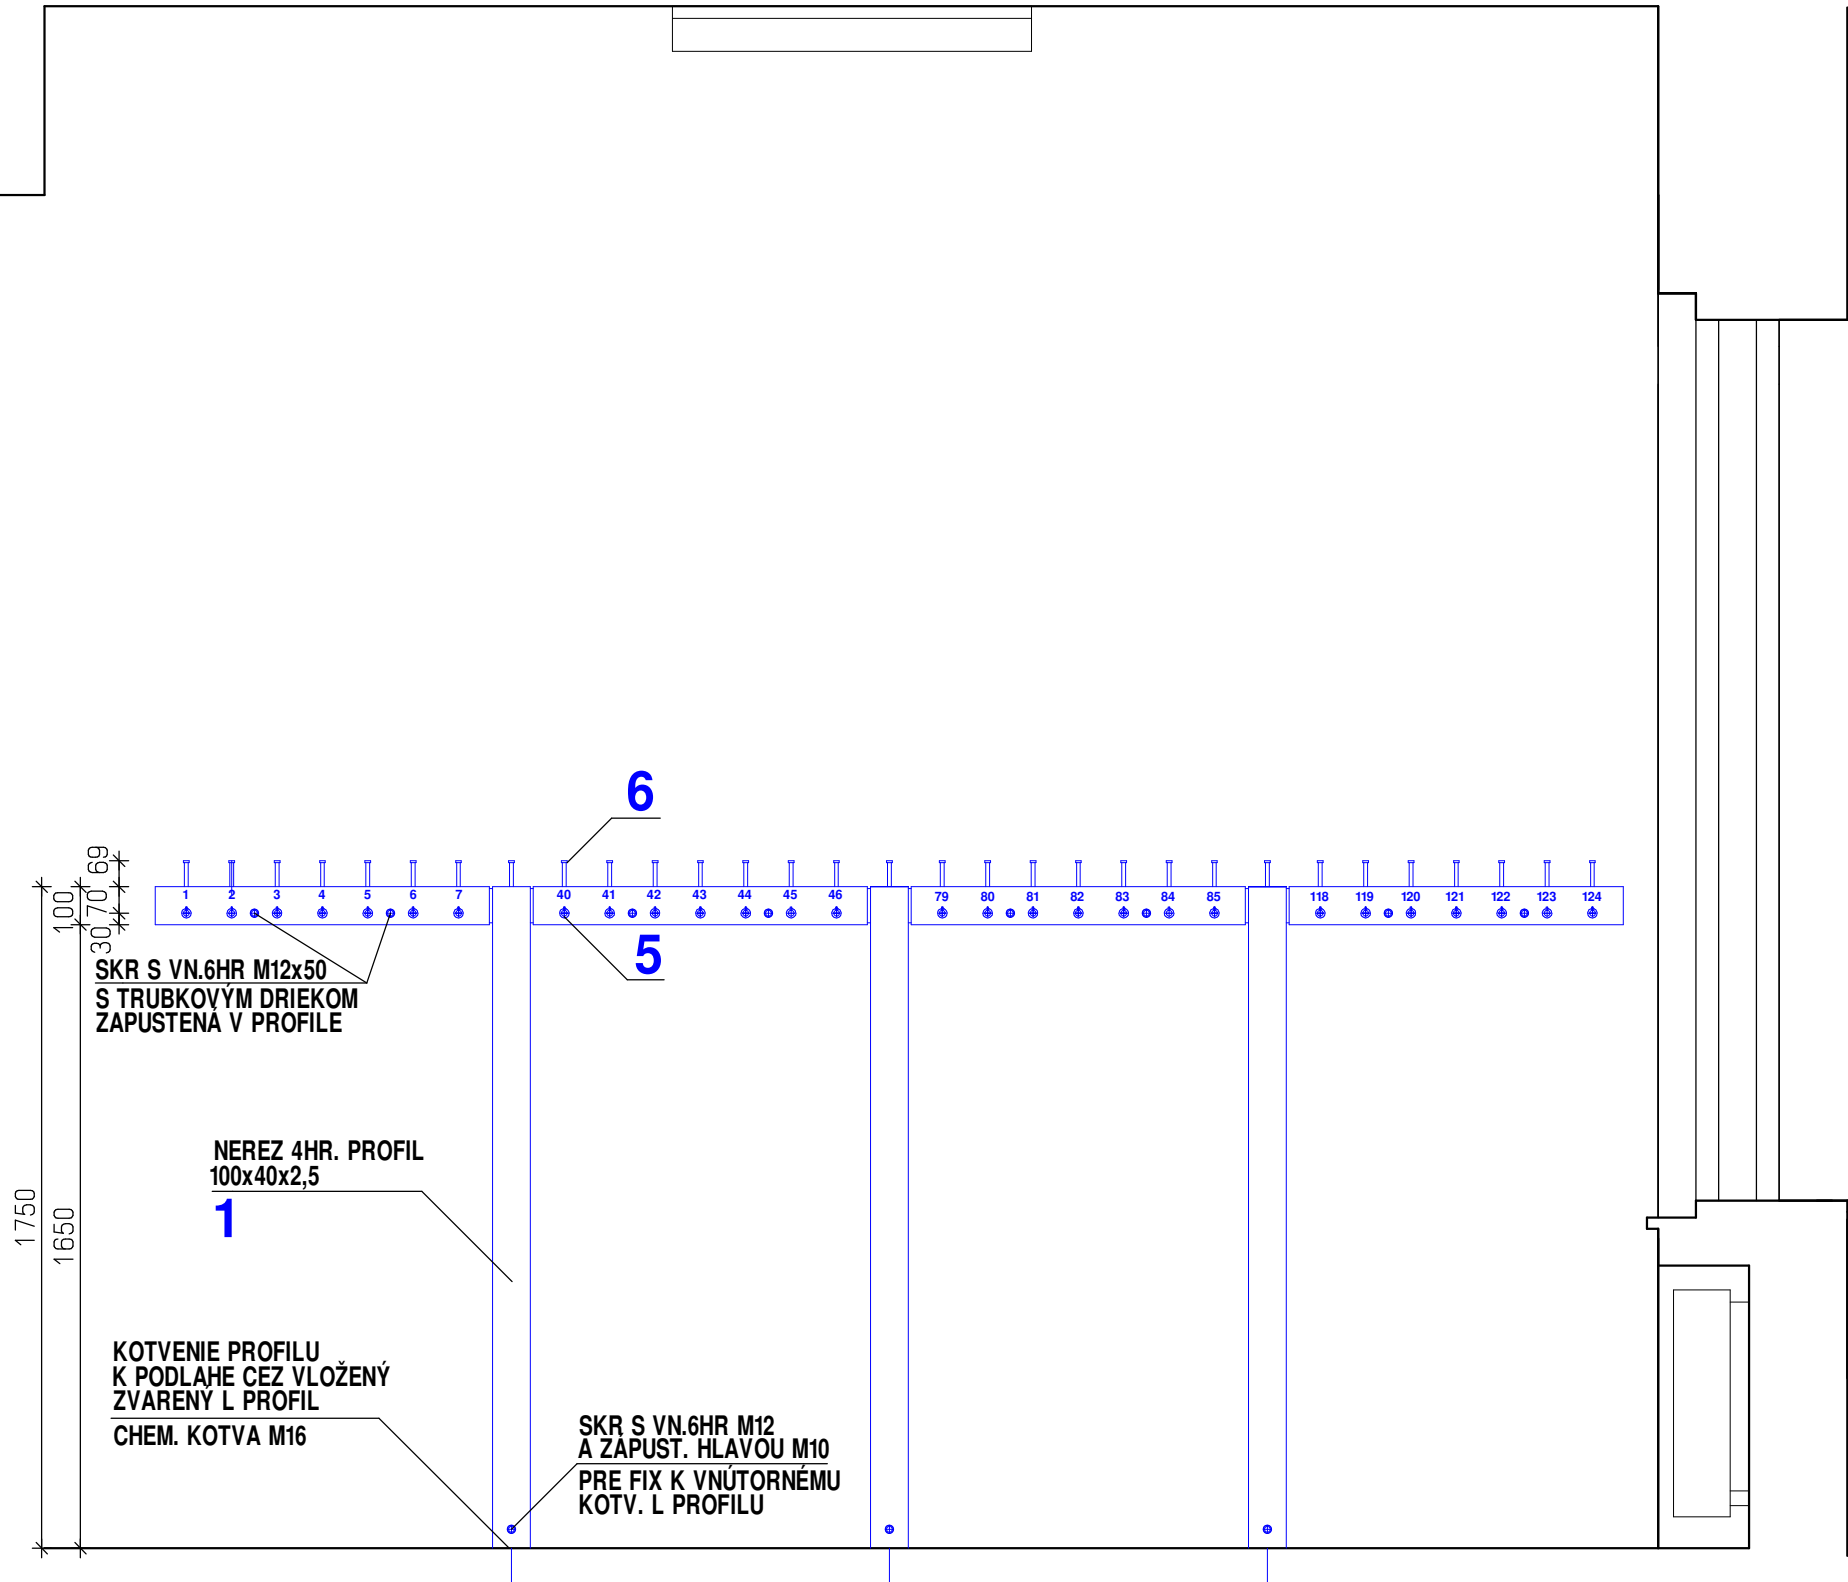 6
69
70
100
30
1 2 3 4 5 6 7
40 41 42 43 44 45 46
79 80 81 82 83 84 85
118 119 120 121 122 123 124
5
SKR S VN.6HR M12x50
S TRUBKOVÝM DRIEKOM
ZAPUSTENÁ V PROFILE
NEREZ 4HR. PROFIL
100x40x2,5
1
1750
1650
KOTVENIE PROFILU
K PODLAHE CEZ VLOŽENÝ
ZVARENÝ L PROFIL
CHEM. KOTVA M16
SKR S VN.6HR M12
A ZÁPUST. HLAVOU M10
PRE FIX K VNÚTORNÉMU
KOTV. L PROFILU